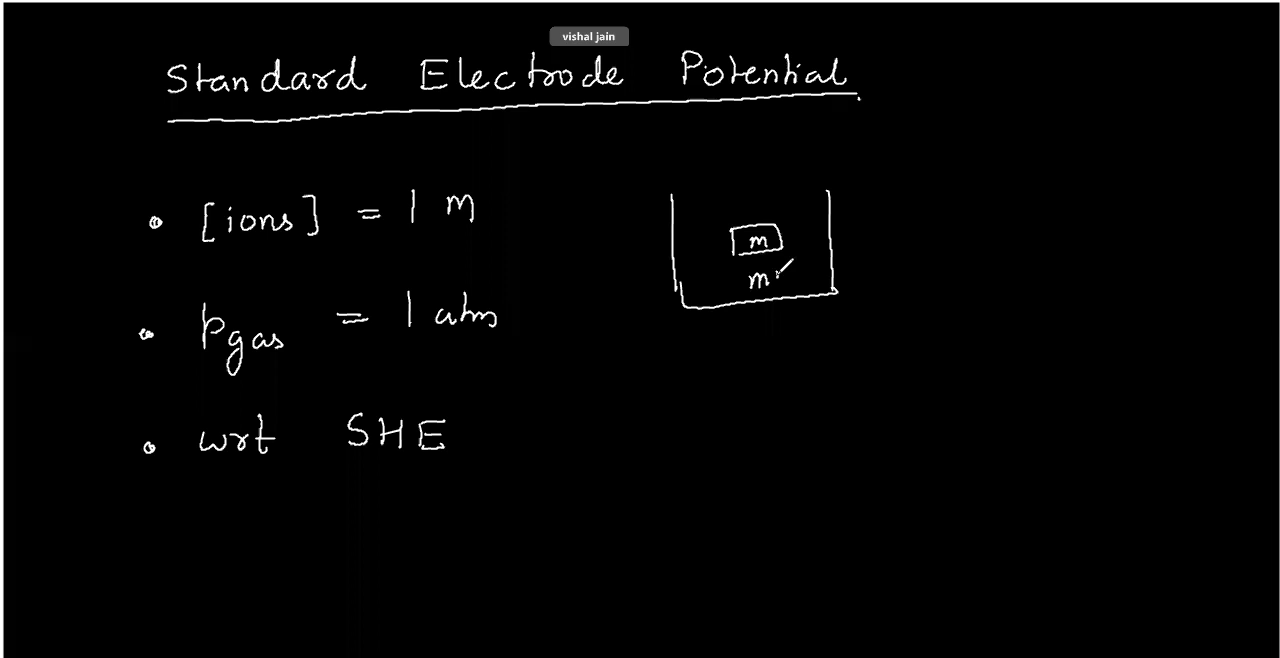 vishal jain
Standard Electrode Potential
[ions] = 1 m
pgas = 1 atm
wrt SHE
m
m